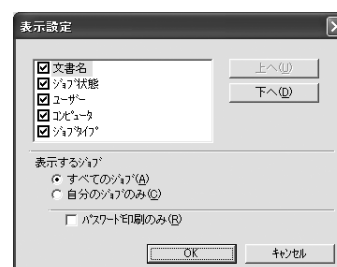 表示設定
文書名
ジョブ状態
ユーザー
コンピュータ
ジョブタイプ
上へ(U)
下へ(D)
表示するジョブ
すべてのジョブ(A)
自分のジョブのみ(C)
パスワード印刷のみ(R)
OK
キャンセル